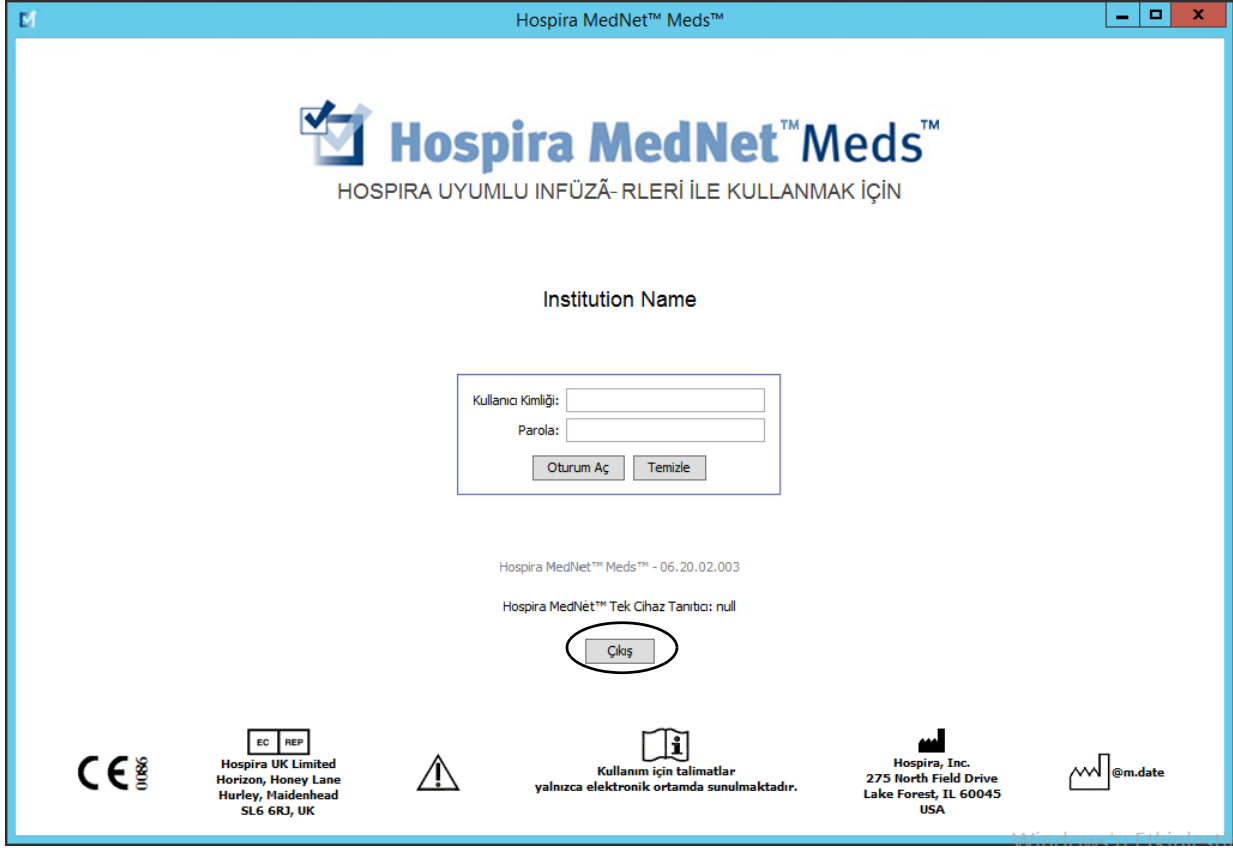 Hospira MedNet™ Meds™
Hospira MedNet™Meds™
HOSPIRA UYUMLU INFÜZÃ- RLERİ İLE KULLANMAK İÇİN
Institution Name
Kullanıcı Kimliği:
Parola:
Oturum Aç Temizle
Hospira MedNet™ Meds™ - 06.20.02.003
Hospira MedNet™ Tek Cihaz Tanıtıcı: null
Çıkış
CE 0086
EC REP
Hospira UK Limited
Horizon, Honey Lane
Hurley, Maidenhead
SL6 6RJ, UK
Kullanım için talimatlar
yalnızca elektronik ortamda sunulmaktadır.
Hospira, Inc.
275 North Field Drive
Lake Forest, IL 60045
USA
@m.date